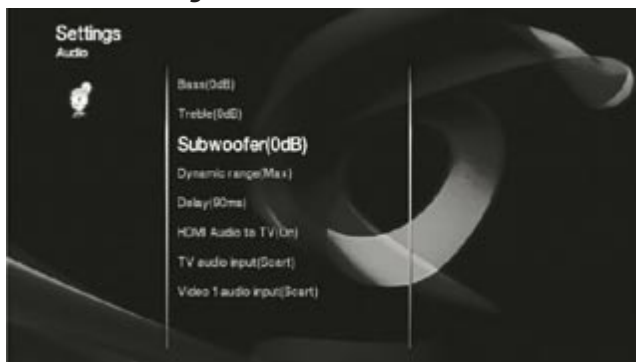 Settings
Audio
Bass(0dB)
Treble(0dB)
Subwoofer(0dB)
Dynamic range(Max)
Delay(90ms)
HDMI Audio to TV(On)
TV audio input(Scart)
Video 1 audio input(Scart)